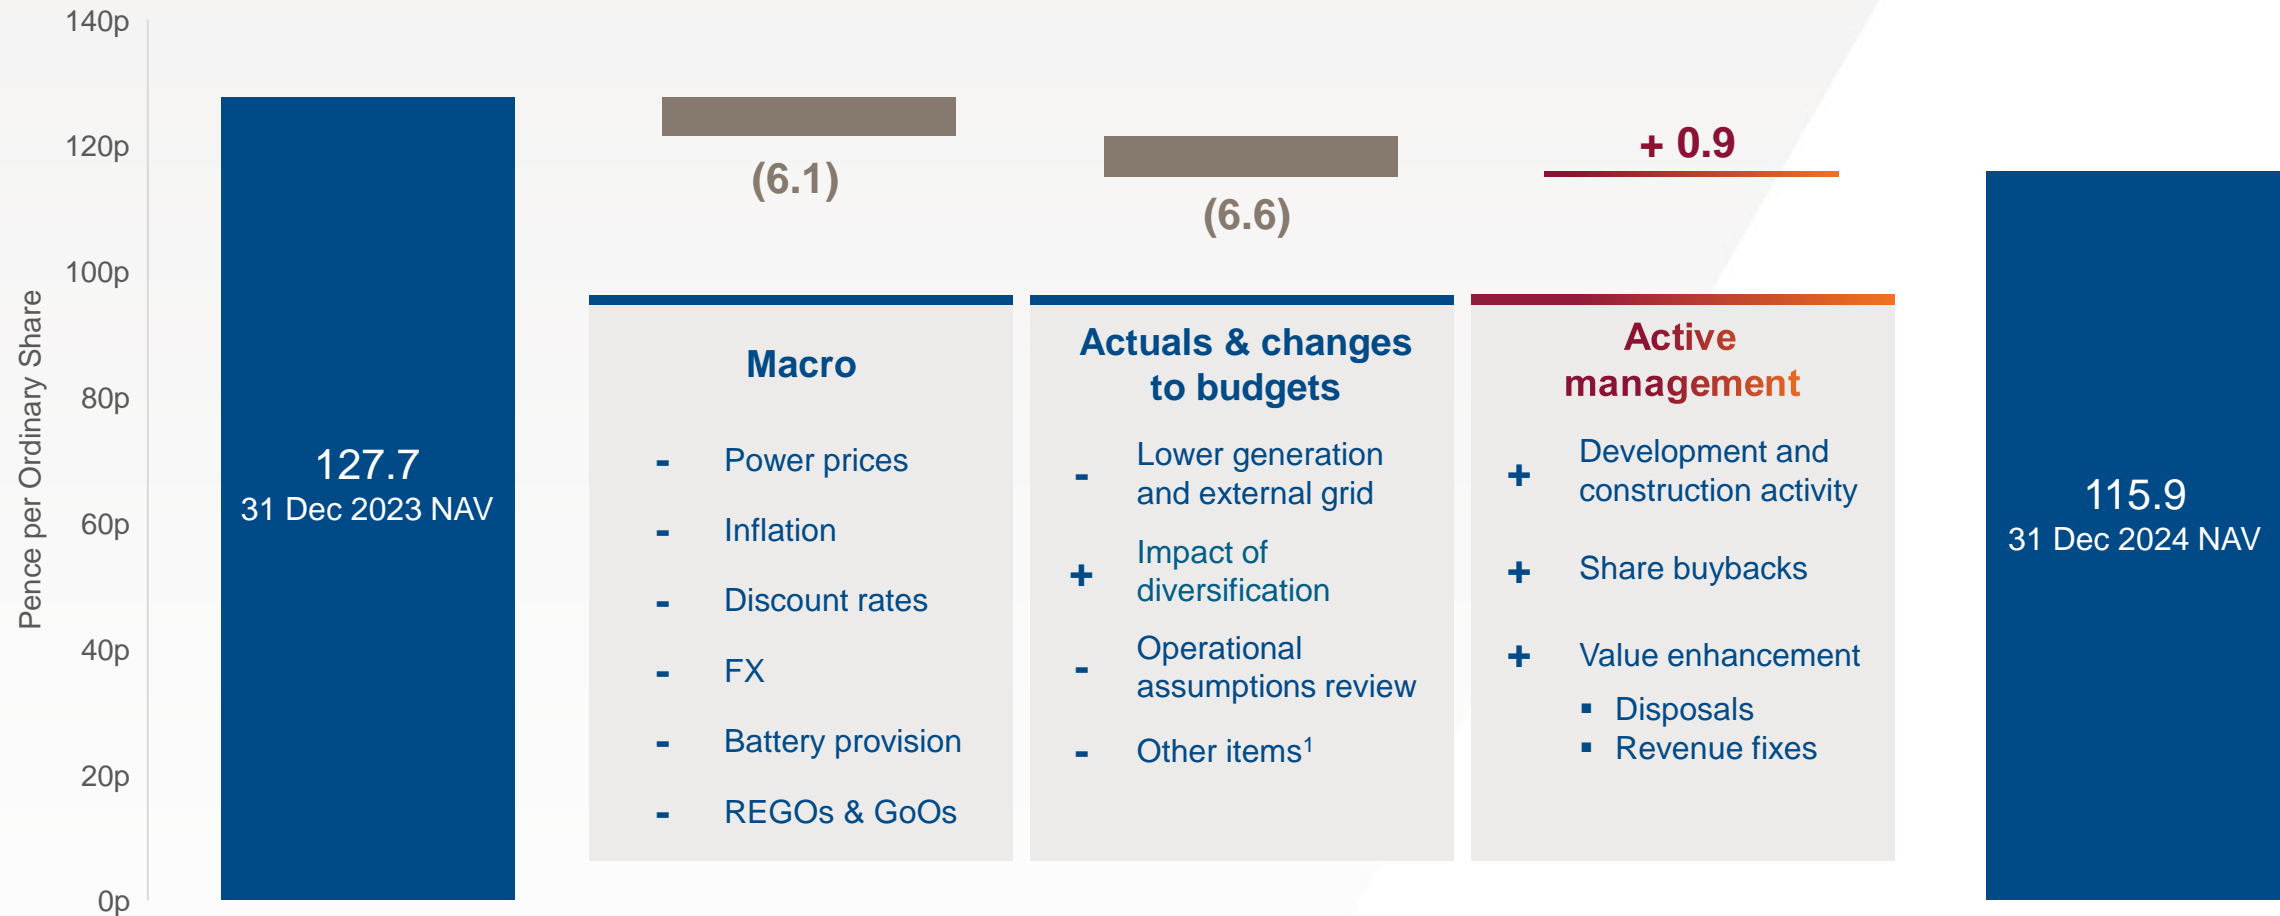 140p
120p
100p
80p
60p
40p
20p
0p
Pence per Ordinary Share
127.7
31 Dec 2023 NAV
(6.1)
(6.6)
+ 0.9
Macro
- Power prices
- Inflation
- Discount rates
- FX
- Battery provision
- REGOs & GoOs
Actuals & changes
to budgets
- Lower generation
and external grid
+ Impact of
diversification
- Operational
assumptions review
- Other items¹
Active
management
+ Development and
construction activity
+ Share buybacks
+ Value enhancement
▪ Disposals
▪ Revenue fixes
115.9
31 Dec 2024 NAV